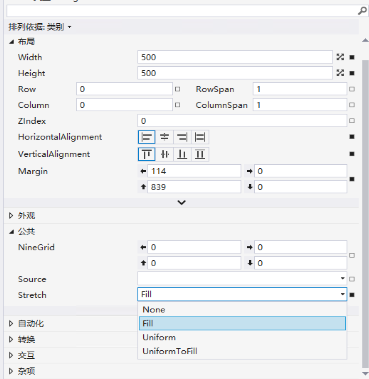 排列依据: 类别
布局
Width 500
Height 500
Row 0 RowSpan 1
Column 0 ColumnSpan 1
ZIndex 0
HorizontalAlignment
VerticalAlignment
Margin 114 0
839 0
外观
公共
NineGrid 0 0
0 0
Source
Stretch Fill
None
Fill
Uniform
UniformToFill
自动化
转换
交互
杂项